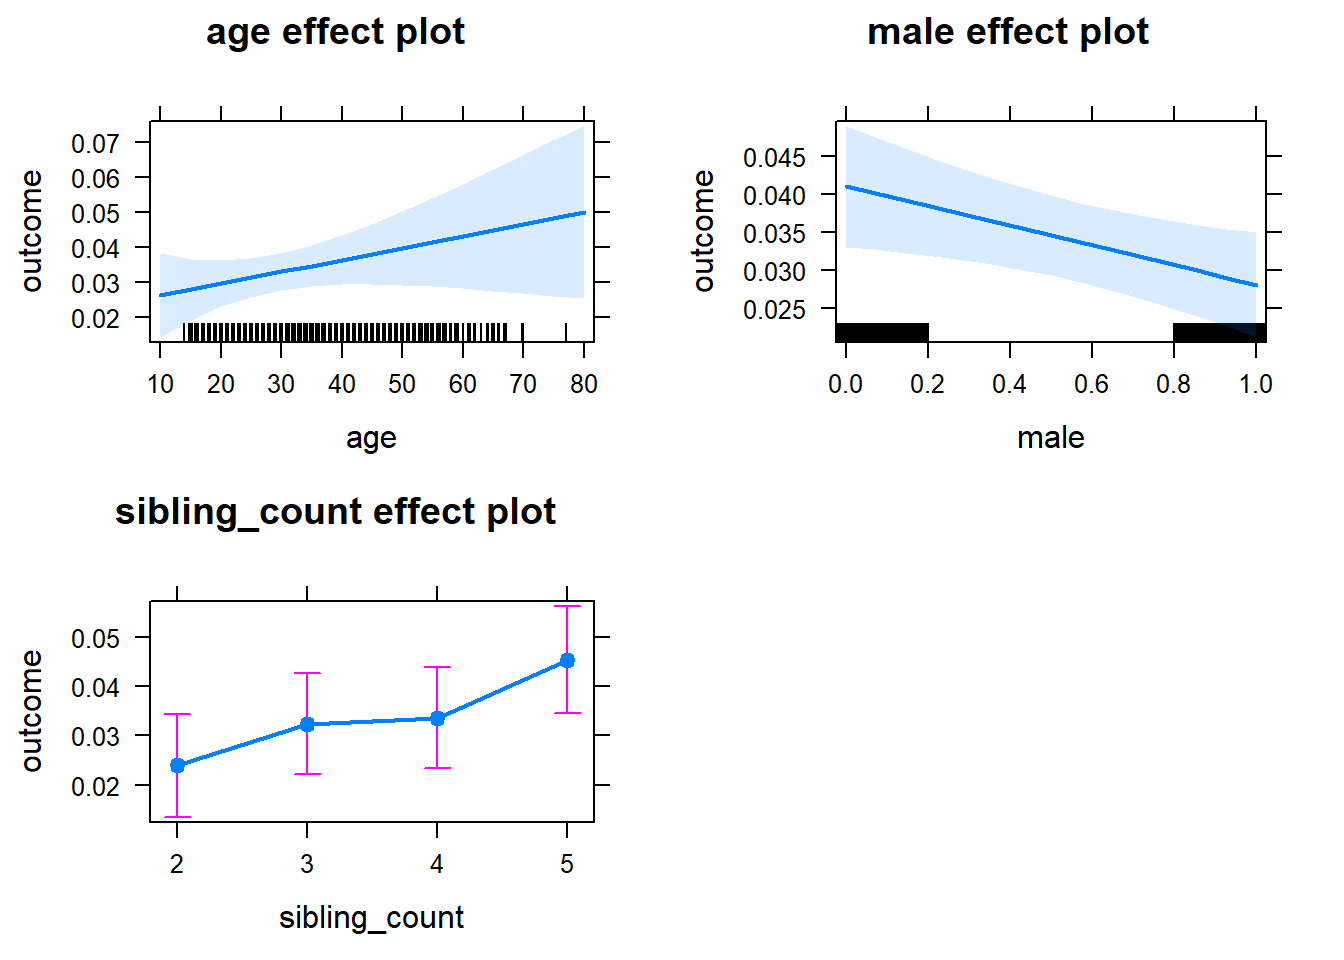 age effect plot
outcome
0.07
0.06
0.05
0.04
0.03
0.02
10 20 30 40 50 60 70 80
age
male effect plot
outcome
0.045
0.040
0.035
0.030
0.025
0.0 0.2 0.4 0.6 0.8 1.0
male
sibling_count effect plot
outcome
0.05
0.04
0.03
0.02
2 3 4 5
sibling_count